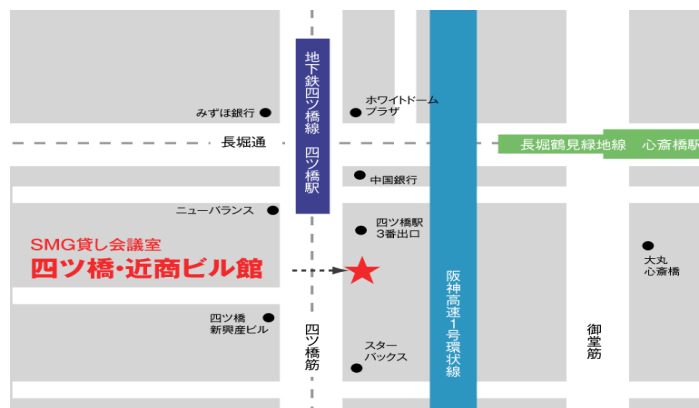 地下鉄四ツ橋線 四ツ橋駅
みずほ銀行
ホワイトドーム
プラザ
長堀通
長堀鶴見緑地線 心斎橋駅
中国銀行
ニューバランス
四ツ橋駅
3番出口
SMG貸し会議室
四ツ橋・近商ビル館
大丸
心斎橋
阪神高速1号環状線
四ツ橋
新興産ビル
四ツ橋筋
御堂筋
スター
バックス